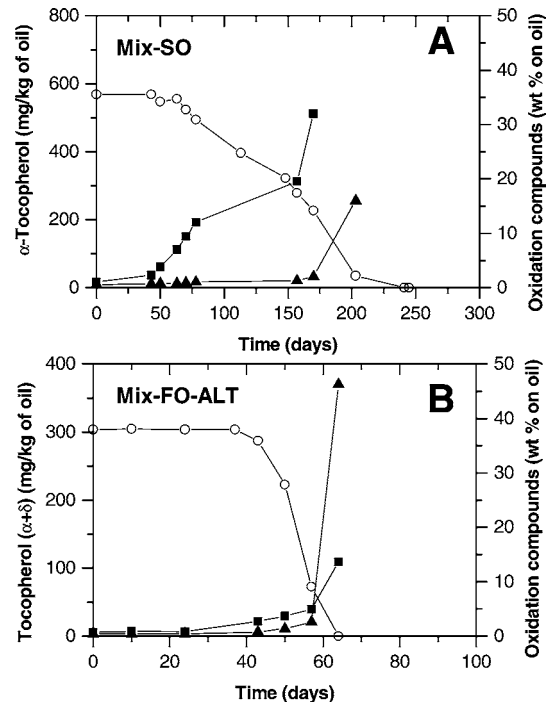 Mix-SO
A
α-Tocopherol (mg/kg of oil)
800
600
400
200
0
Oxidation compounds (wt % on oil)
50
40
30
20
10
0
0 50 100 150 200 250 300
Time (days)
Mix-FO-ALT
B
Tocopherol (α+δ) (mg/kg of oil)
400
300
200
100
0
Oxidation compounds (wt % on oil)
50
40
30
20
10
0
0 20 40 60 80 100
Time (days)